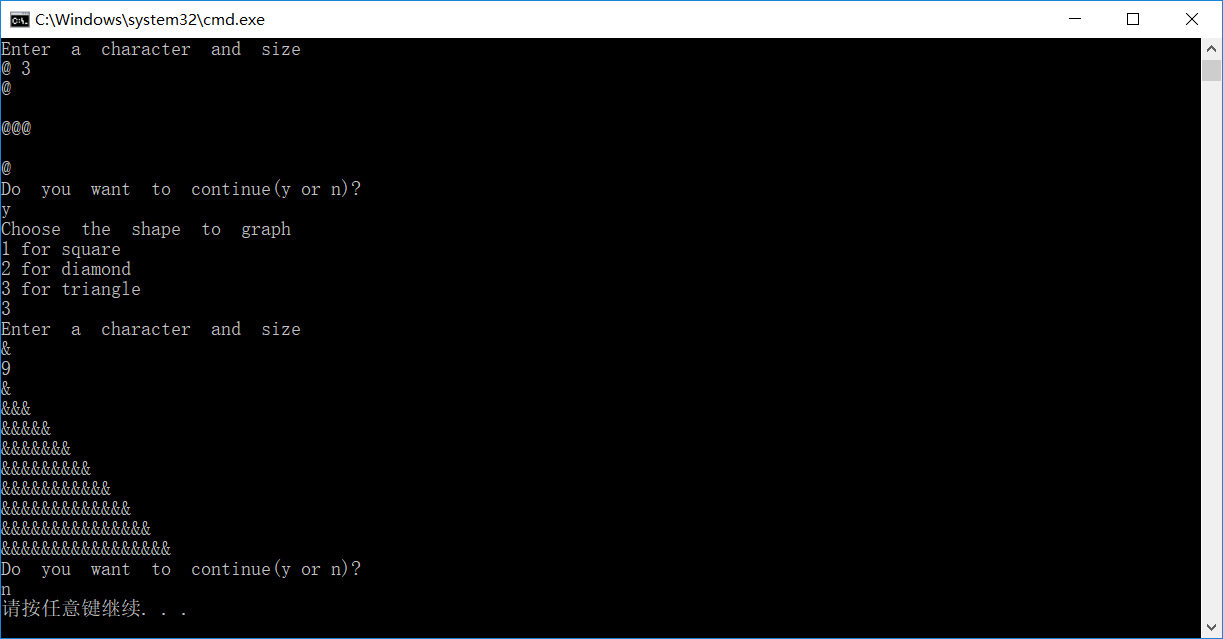 C:\Windows\system32\cmd.exe
Enter  a  character  and  size
@ 3
@
@@@
@
Do  you  want  to  continue(y or n)?
y
Choose  the  shape  to  graph
1 for square
2 for diamond
3 for triangle
3
Enter  a  character  and  size
&
9
&
&&&
&&&&&
&&&&&&&
&&&&&&&&&
&&&&&&&&&&&
&&&&&&&&&&&&&
&&&&&&&&&&&&&&&
&&&&&&&&&&&&&&&&&
Do  you  want  to  continue(y or n)?
n
请按任意键继续. . .